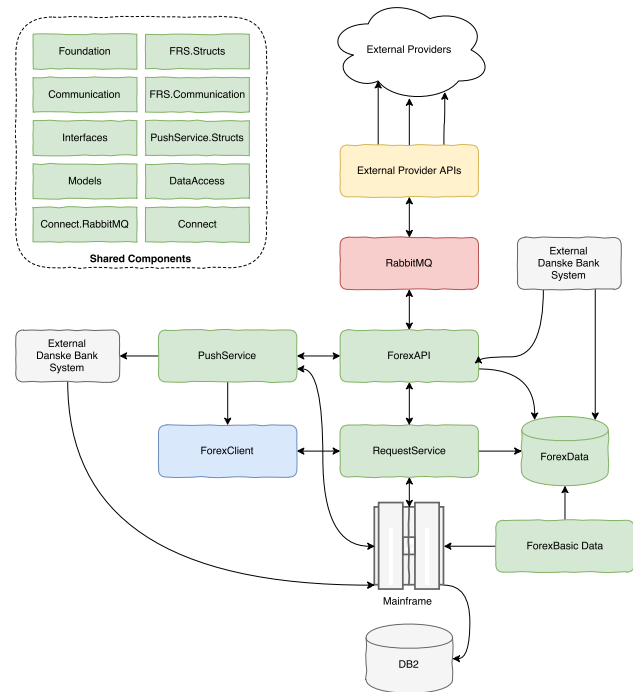 Foundation
FRS.Structs
Communication
FRS.Communication
Interfaces
PushService.Structs
Models
DataAccess
Connect.RabbitMQ
Connect
Shared Components
External Providers
External Provider APIs
RabbitMQ
External
Danske Bank
System
External
Danske Bank
System
PushService
ForexAPI
ForexClient
RequestService
ForexData
ForexBasic Data
Mainframe
DB2